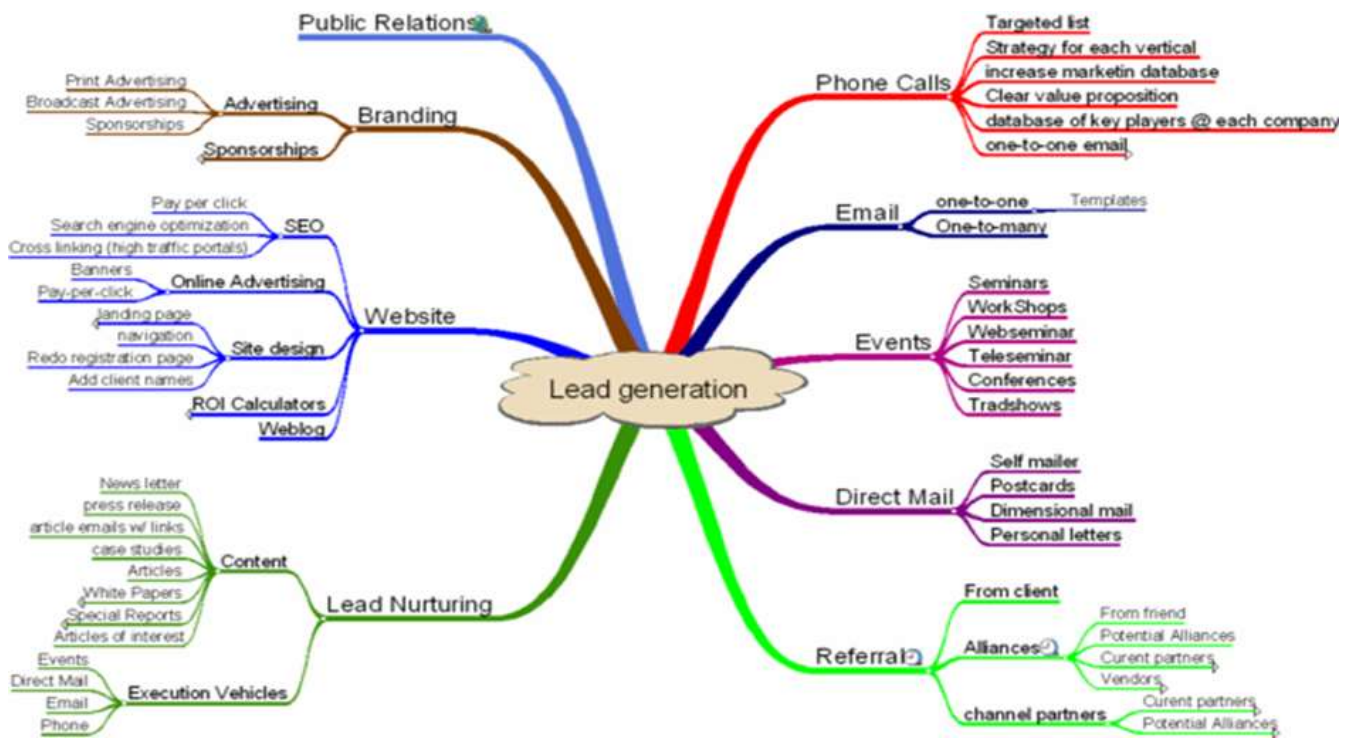 Public Relations
Print Advertising
Broadcast Advertising
Sponsorships
Advertising
Sponsorships
Branding
Pay per click
Search engine optimization
Cross linking (high traffic portals)
SEO
Banners
Pay-per-click
Online Advertising
landing page
navigation
Redo registration page
Add client names
Site design
ROI Calculators
Weblog
Website
News letter
press release
article emails w/ links
case studies
Articles
White Papers
Special Reports
Articles of interest
Content
Events
Direct Mail
Email
Phone
Execution Vehicles
Lead Nurturing
Lead generation
Phone Calls
Targeted list
Strategy for each vertical
increase marketin database
Clear value proposition
database of key players @ each company
one-to-one email
Email
one-to-one
Templates
One-to-many
Events
Seminars
WorkShops
Webseminar
Teleseminar
Conferences
Tradshows
Direct Mail
Self mailer
Postcards
Dimensional mail
Personal letters
Referral
From client
Alliances
From friend
Potential Alliances
Curent partners
Vendors
channel partners
Curent partners
Potential Alliances